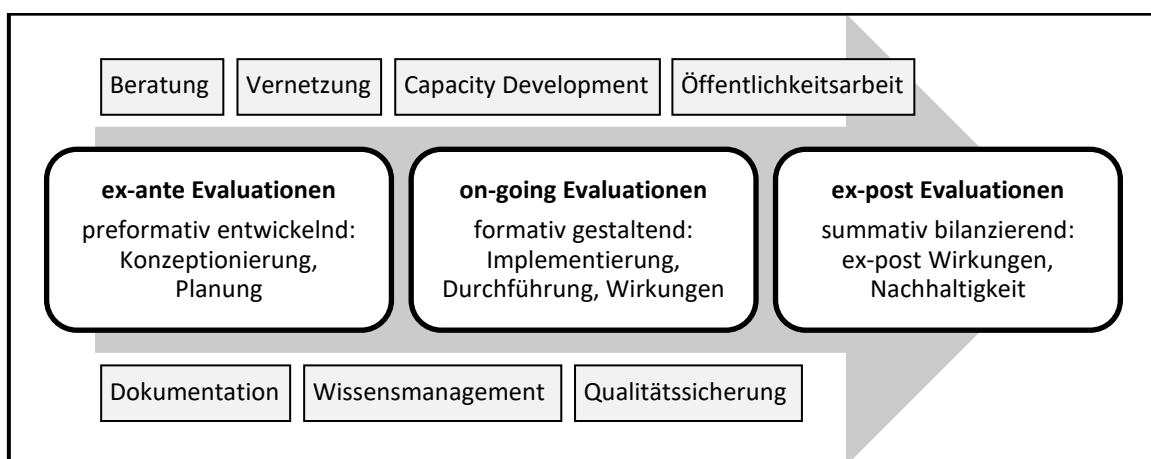 Beratung
Vernetzung
Capacity Development
Öffentlichkeitsarbeit
ex-ante Evaluationen
preformativ entwickelnd:
Konzeptionierung,
Planung
on-going Evaluationen
formativ gestaltend:
Implementierung,
Durchführung, Wirkungen
ex-post Evaluationen
summativ bilanzierend:
ex-post Wirkungen,
Nachhaltigkeit
Dokumentation
Wissensmanagement
Qualitätssicherung